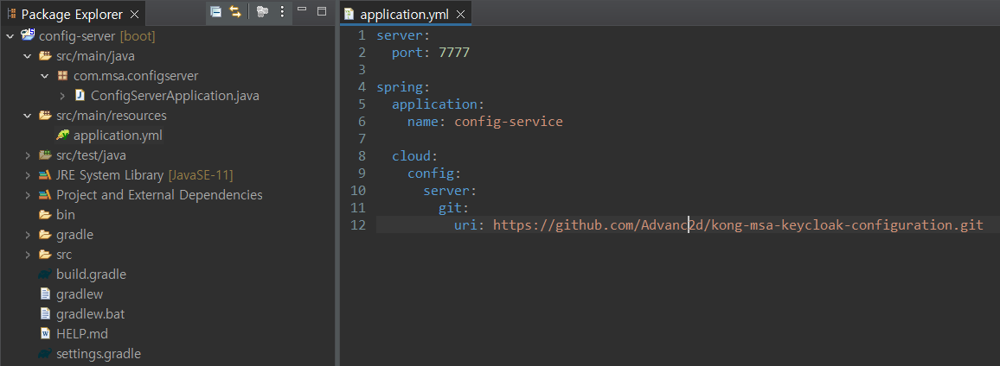 Package Explorer
config-server [boot]
src/main/java
com.msa.configserver
ConfigServerApplication.java
src/main/resources
application.yml
src/test/java
JRE System Library [JavaSE-11]
Project and External Dependencies
bin
gradle
src
build.gradle
gradlew
gradlew.bat
HELP.md
settings.gradle
application.yml
1 server:
2 port: 7777
3
4 spring:
5 application:
6 name: config-service
7
8 cloud:
9 config:
10 server:
11 git:
12 uri: https://github.com/Advanc2d/kong-msa-keycloak-configuration.git